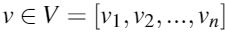 v ∈ V = [v₁, v₂, ..., vₙ]